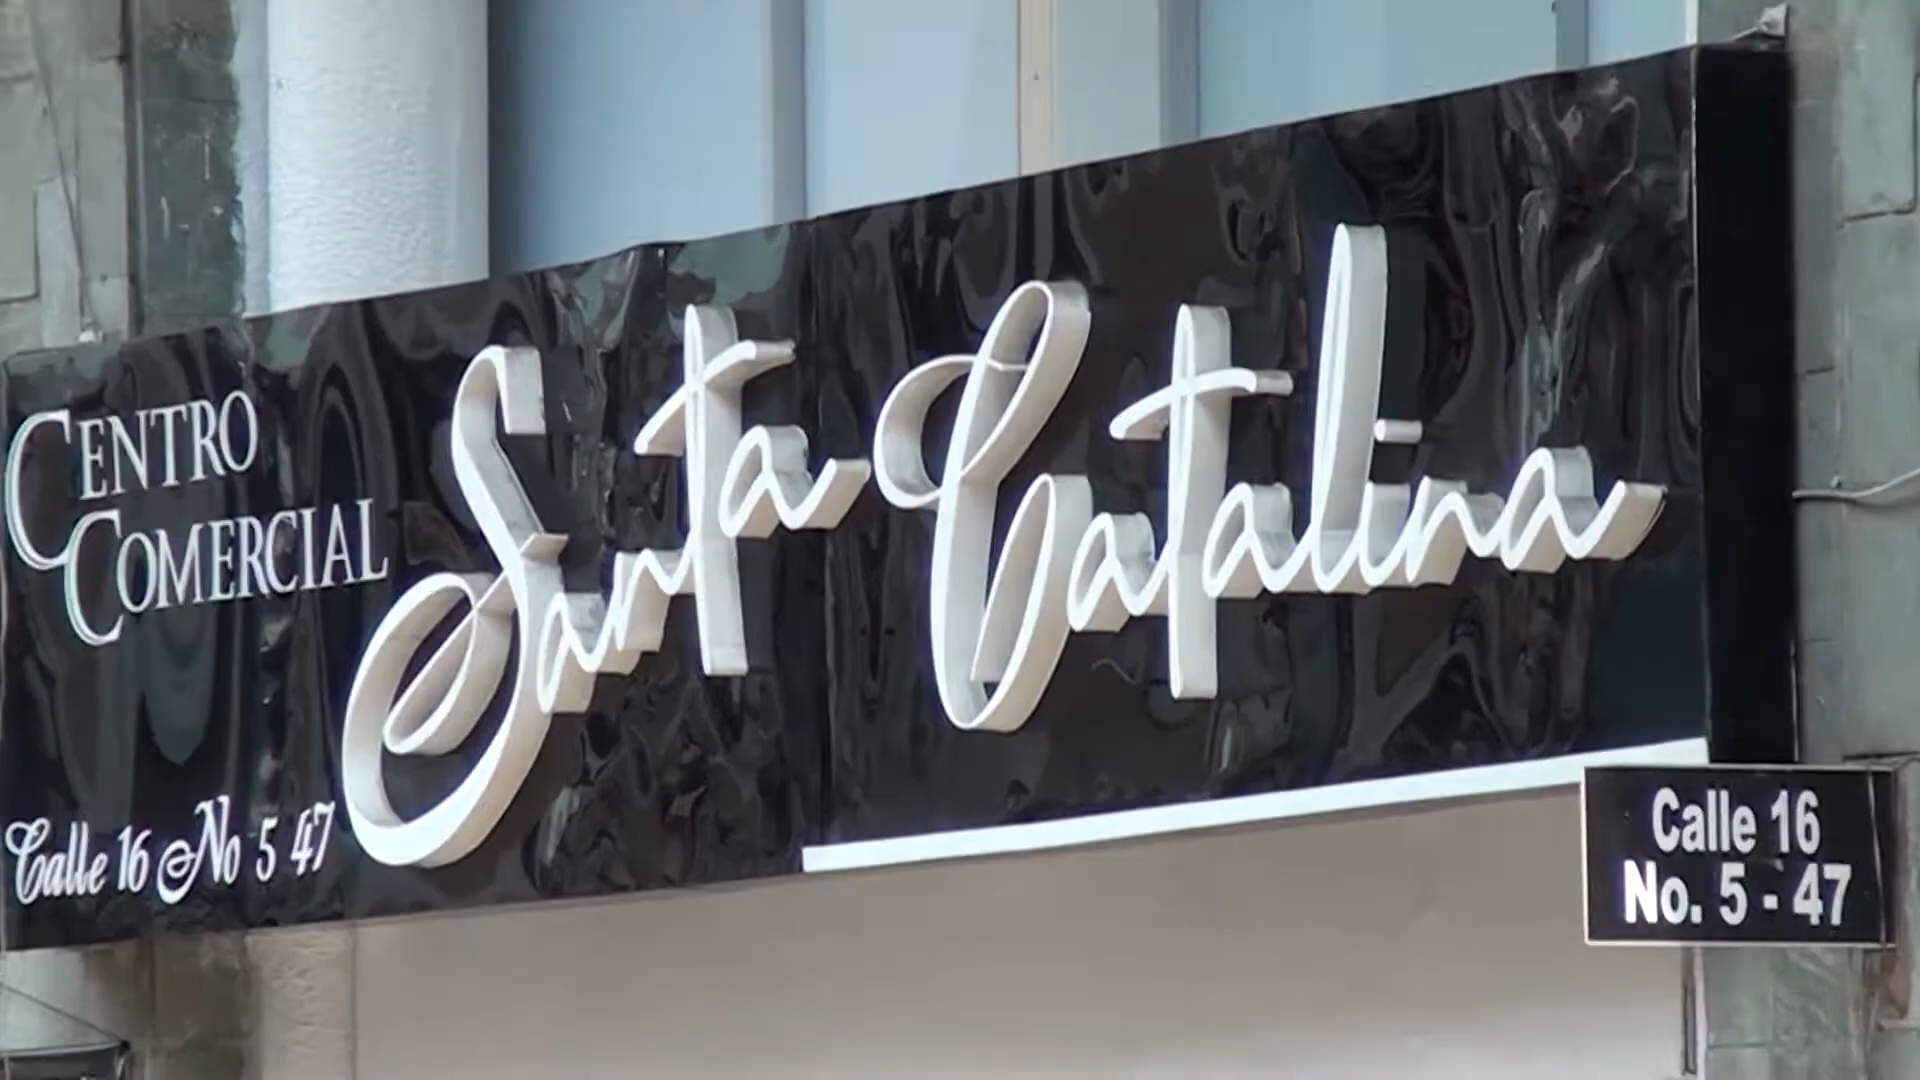 CENTRO
COMERCIAL
Santa Catalina
Calle 16 No 5 47
Calle 16
No. 5 - 47